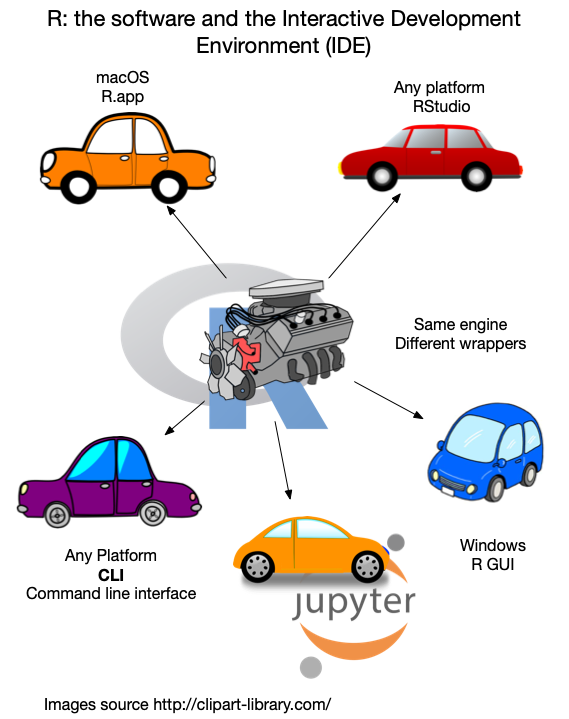 R: the software and the Interactive Development
Environment (IDE)
macOS
R.app
Any platform
RStudio
R
Same engine
Different wrappers
Any Platform
CLI
Command line interface
jupyter
Windows
R GUI
Images source http://clipart-library.com/